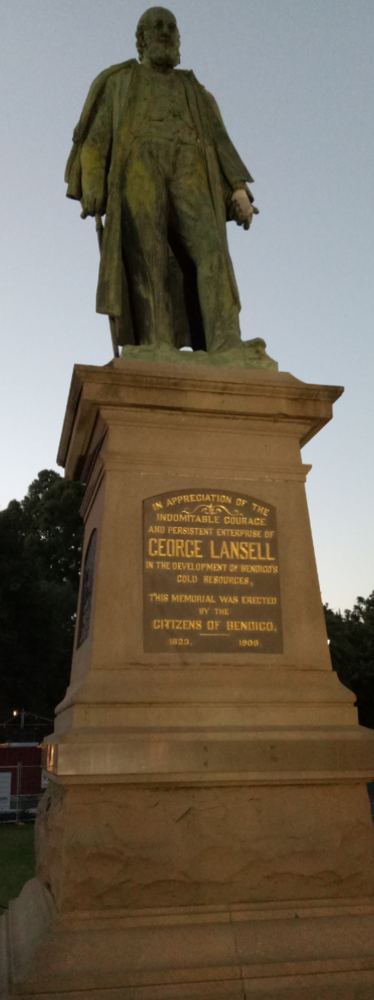 IN APPRECIATION OF THE
INDOMITABLE COURAGE
AND PERSISTENT ENTERPRISE OF
GEORGE LANSELL
IN THE DEVELOPMENT OF BENDIGO'S
GOLD RESOURCES,
THIS MEMORIAL WAS ERECTED
BY THE
CITIZENS OF BENDIGO.
1823. 1906.